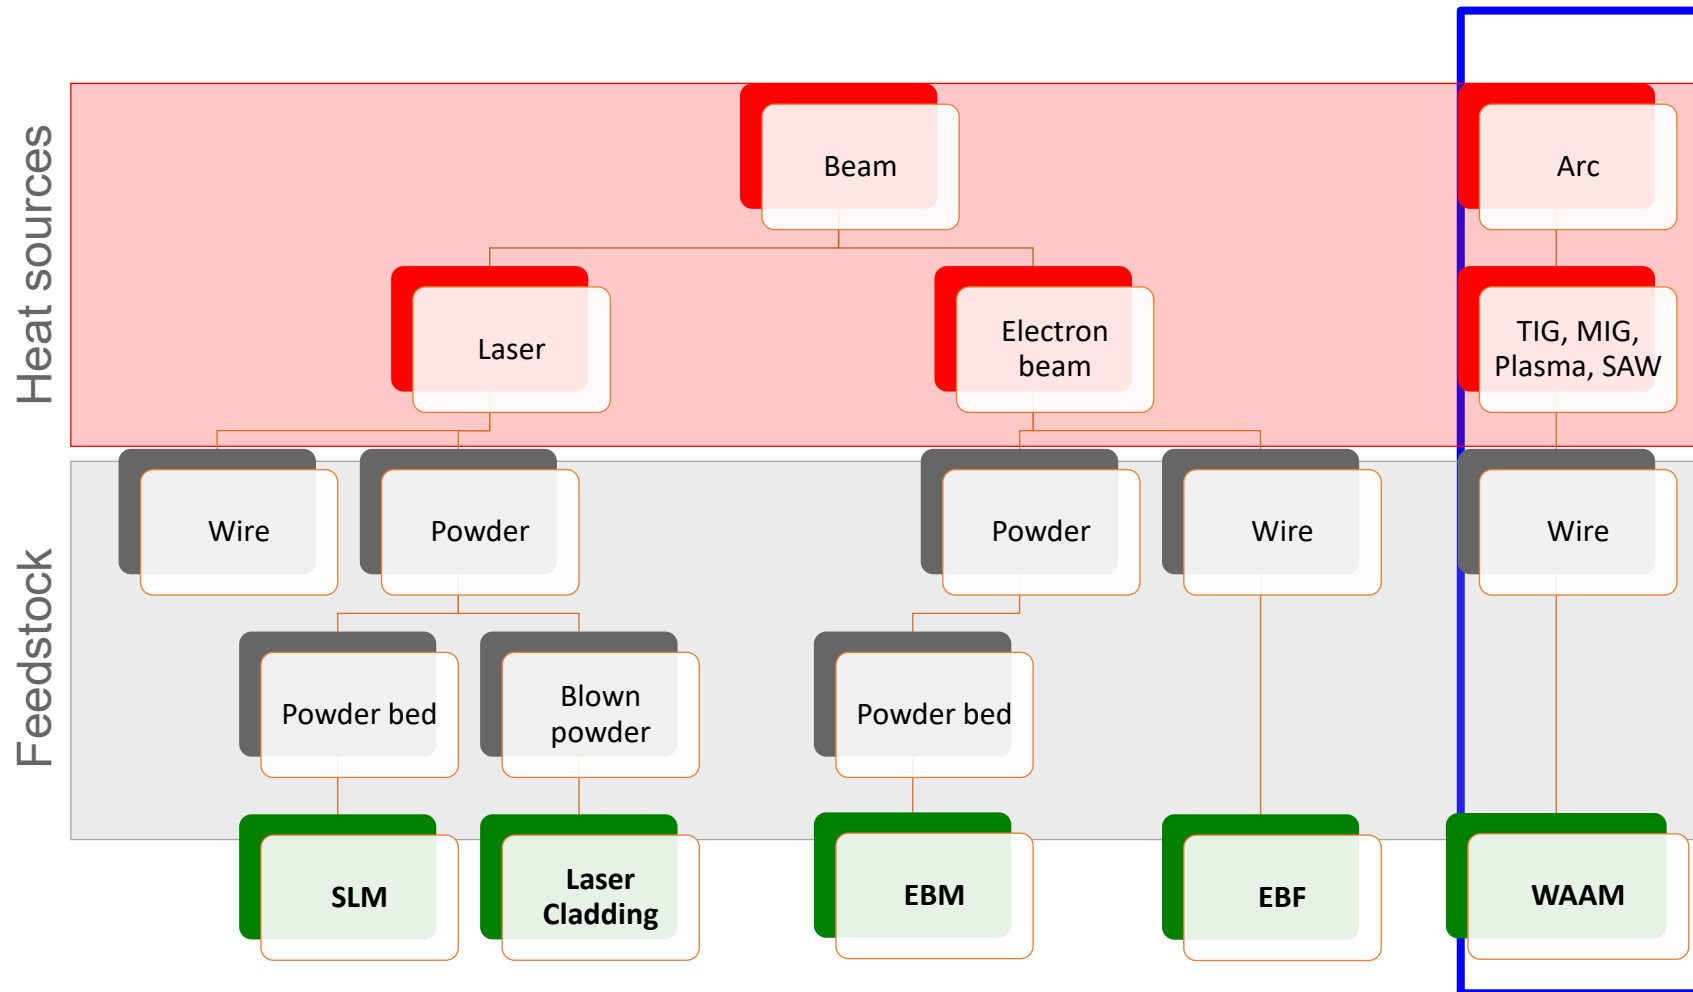 Heat sources
Beam
Arc
Laser
Electron
beam
TIG, MIG,
Plasma, SAW
Feedstock
Wire
Powder
Powder
Wire
Wire
Powder bed
Blown
powder
Powder bed
SLM
Laser
Cladding
EBM
EBF
WAAM